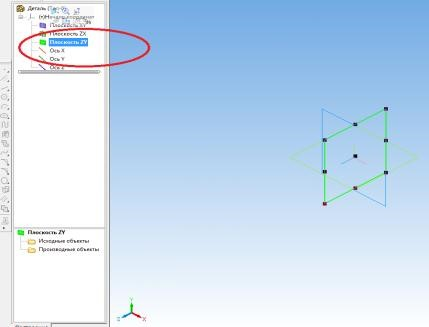 Деталь
Начало координат
Плоскость XY
Плоскость ZX
Плоскость ZY
Ось X
Ось Y
Ось Z
Плоскость ZY
Исходные объекты
Производные объекты
Y
Z
X